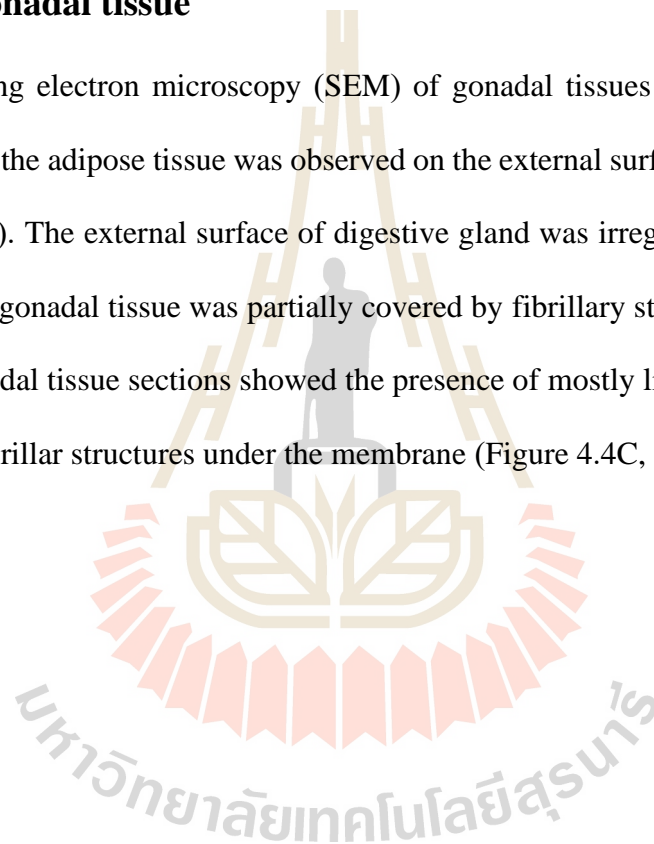 onadal tissue
ng electron microscopy (SEM) of gonadal tissues
the adipose tissue was observed on the external surf
). The external surface of digestive gland was irreg
gonadal tissue was partially covered by fibrillary st
dal tissue sections showed the presence of mostly li
rillar structures under the membrane (Figure 4.4C,
มหาวิทยาลัยเทคโนโลยีสุรนารี